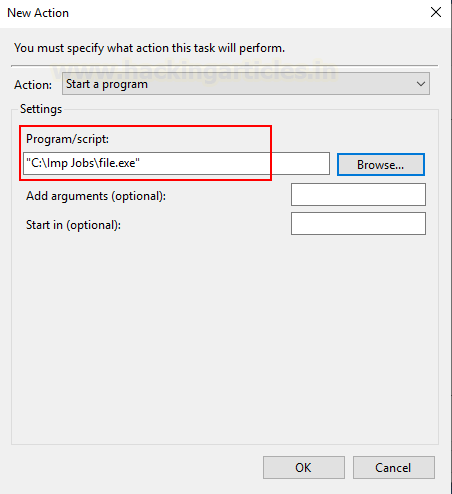 New Action
You must specify what action this task will perform.
www.hackingarticles.in
Action: Start a program
Settings
Program/script:
"C:\Imp Jobs\file.exe" Browse...
Add arguments (optional):
Start in (optional):
OK Cancel